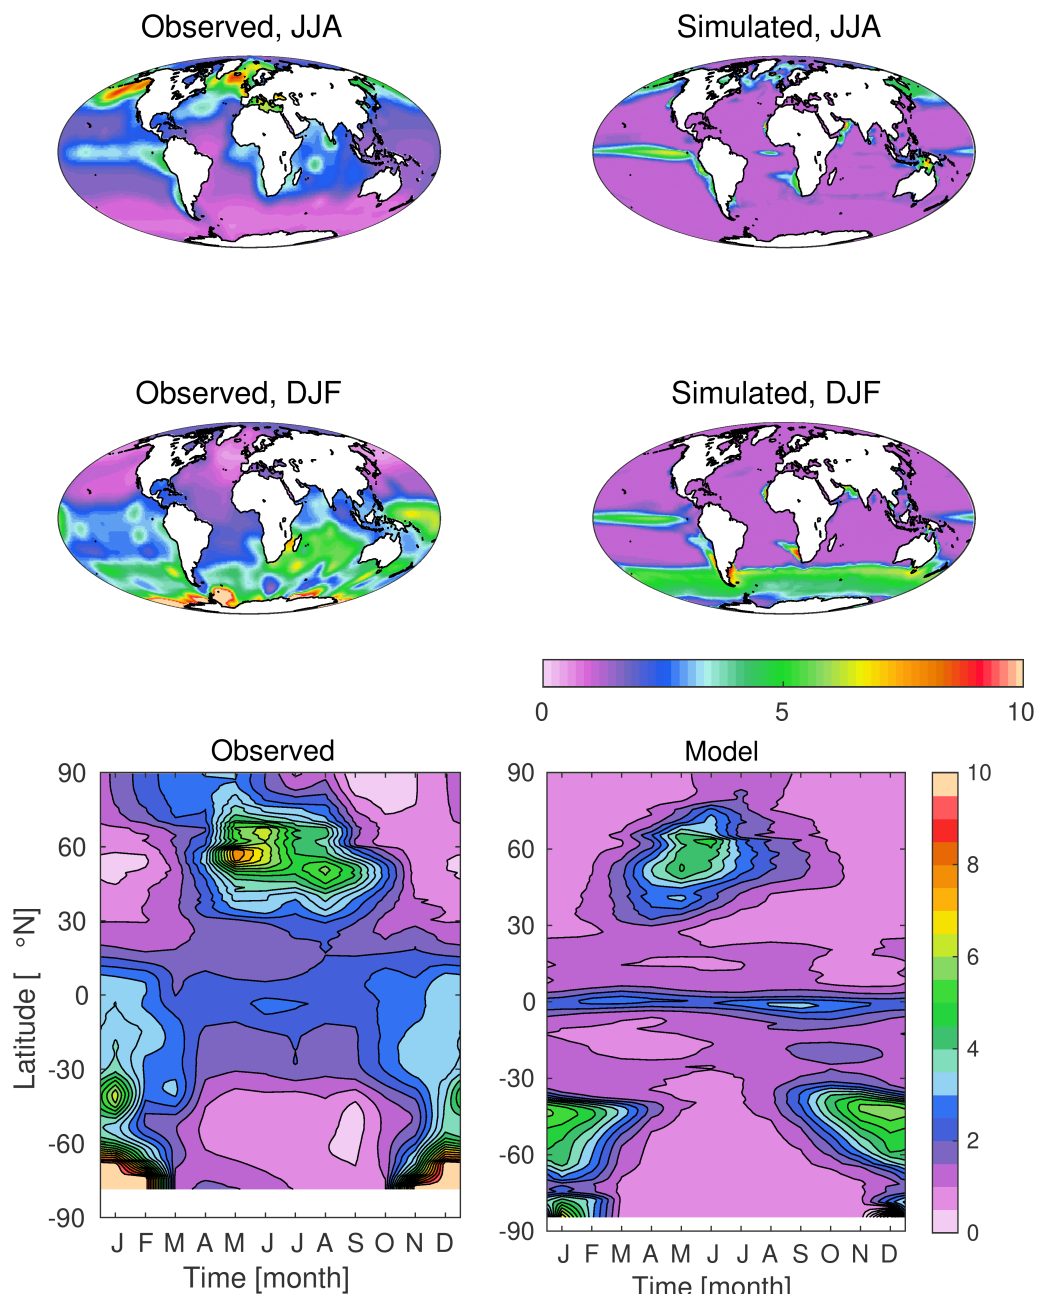 Observed, JJA
Simulated, JJA
Observed, DJF
Simulated, DJF
0 5 10
Observed
Model
90
60
30
0
-30
-60
-90
Latitude [ °N]
J F M A M J J A S O N D
Time [month]
90
60
30
0
-30
-60
-90
J F M A M J J A S O N D
Time [month]
10
8
6
4
2
0